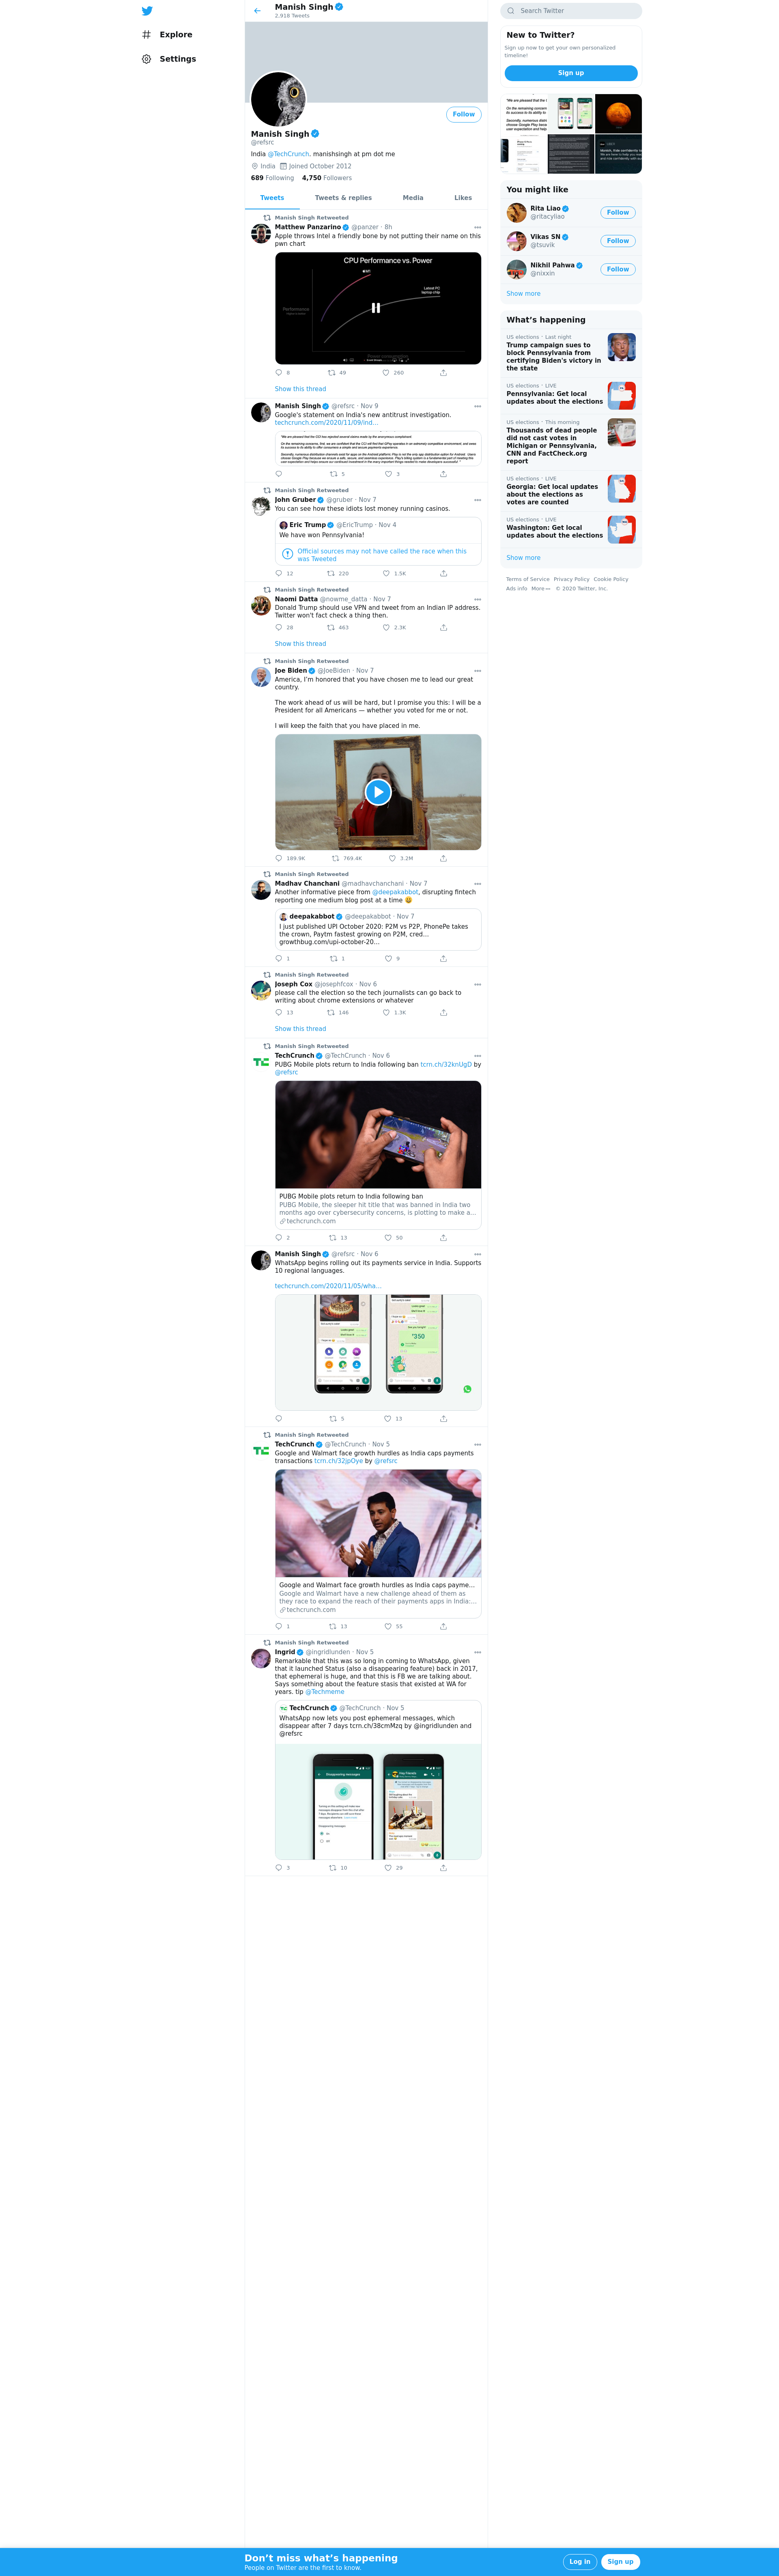 Explore
Settings
Manish Singh
2,918 Tweets
Follow
Manish Singh
@refsrc
India @TechCrunch, manishsingh at pm dot me
India Joined October 2012
689 Following 4,750 Followers
Tweets Tweets & replies Media Likes
Manish Singh Retweeted
Matthew Panzarino @panzer · 8h
Apple throws Intel a friendly bone by not putting their name on this
pwn chart
CPU Performance vs. Power
M1
Latest PC
laptop chip
Performance
8 49 260
Show this thread
Manish Singh @refsrc · Nov 9
Google's statement on India's new antitrust investigation.
techcrunch.com/2020/11/09/ind…
5 3
Manish Singh Retweeted
John Gruber @gruber · Nov 7
You can see how these idiots lost money running casinos.
Eric Trump @EricTrump · Nov 4
We have won Pennsylvania!
Official sources may not have called the race when this
was Tweeted
12 220 1.5K
Manish Singh Retweeted
Naomi Datta @nowme_datta · Nov 7
Donald Trump should use VPN and tweet from an Indian IP address.
Twitter won't fact check a thing then.
28 463 2.3K
Show this thread
Manish Singh Retweeted
Joe Biden @JoeBiden · Nov 7
America, I'm honored that you have chosen me to lead our great
country.
The work ahead of us will be hard, but I promise you this: I will be a
President for all Americans — whether you voted for me or not.
I will keep the faith that you have placed in me.
189.9K 769.4K 3.2M
Manish Singh Retweeted
Madhav Chanchani @madhavchanchani · Nov 7
Another informative piece from @deepakabbot, disrupting fintech
reporting one medium blog post at a time 😃
deepakabbot @deepakabbot · Nov 7
I just published UPI October 2020: P2M vs P2P, PhonePe takes
the crown, Paytm fastest growing on P2M, cred…
growthbug.com/upi-october-20…
1 1 9
Manish Singh Retweeted
Joseph Cox @josephfcox · Nov 6
please call the election so the tech journalists can go back to
writing about chrome extensions or whatever
13 146 1.3K
Show this thread
Manish Singh Retweeted
TechCrunch @TechCrunch · Nov 6
PUBG Mobile plots return to India following ban tcrn.ch/32knUgD by
@refsrc
PUBG Mobile plots return to India following ban
PUBG Mobile, the sleeper hit title that was banned in India two
months ago over cybersecurity concerns, is plotting to make a…
techcrunch.com
2 13 50
Manish Singh @refsrc · Nov 6
WhatsApp begins rolling out its payments service in India. Supports
10 regional languages.
techcrunch.com/2020/11/05/wha…
₹350
5 13
Manish Singh Retweeted
TechCrunch @TechCrunch · Nov 5
Google and Walmart face growth hurdles as India caps payments
transactions tcrn.ch/32jpOye by @refsrc
Google and Walmart face growth hurdles as India caps payme…
Google and Walmart have a new challenge ahead of them as
they race to expand the reach of their payments apps in India:…
techcrunch.com
1 13 55
Manish Singh Retweeted
Ingrid @ingridlunden · Nov 5
Remarkable that this was so long in coming to WhatsApp, given
that it launched Status (also a disappearing feature) back in 2017,
that ephemeral is huge, and that this is FB we are talking about.
Says something about the feature stasis that existed at WA for
years. tip @Techmeme
TechCrunch @TechCrunch · Nov 5
WhatsApp now lets you post ephemeral messages, which
disappear after 7 days tcrn.ch/38cmMzq by @ingridlunden and
@refsrc
Disappearing messages
3 10 29
Search Twitter
New to Twitter?
Sign up now to get your own personalized
timeline!
Sign up
You might like
Rita Liao
@ritacyliao
Follow
Vikas SN
@tsuvik
Follow
Nikhil Pahwa
@nixxin
Follow
Show more
What's happening
US elections · Last night
Trump campaign sues to
block Pennsylvania from
certifying Biden's victory in
the state
US elections · LIVE
Pennsylvania: Get local
updates about the elections
US elections · This morning
Thousands of dead people
did not cast votes in
Michigan or Pennsylvania,
CNN and FactCheck.org
report
US elections · LIVE
Georgia: Get local updates
about the elections as
votes are counted
US elections · LIVE
Washington: Get local
updates about the elections
Show more
Terms of Service Privacy Policy Cookie Policy
Ads info More © 2020 Twitter, Inc.
Don't miss what's happening
People on Twitter are the first to know.
Log in Sign up